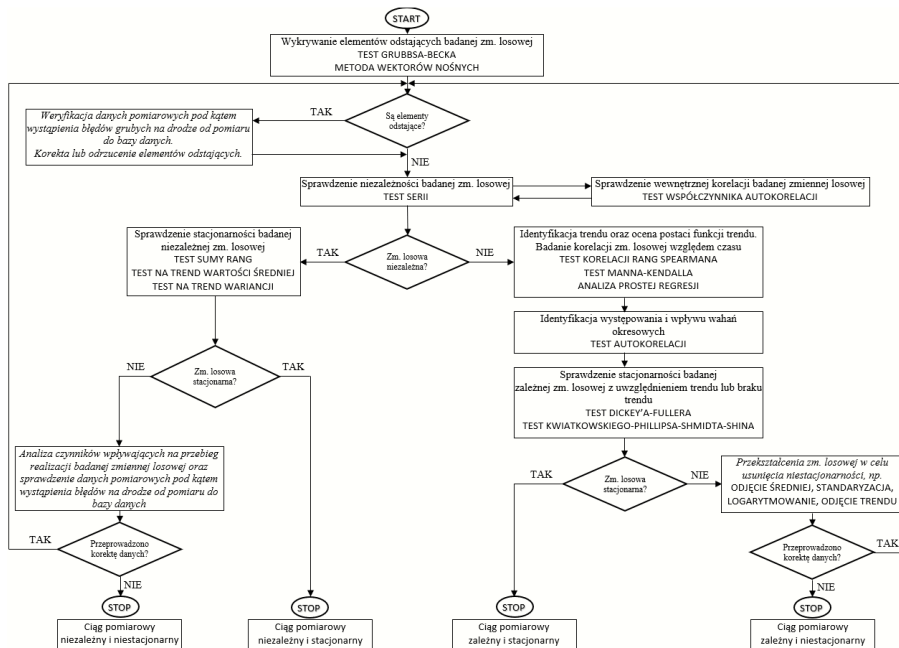 START
Wykrywanie elementów odstających badanej zm. losowej
TEST GRUBBSA-BECKA
METODA WEKTORÓW NOŚNYCH
Są elementy
odstające?
TAK
NIE
Weryfikacja danych pomiarowych pod kątem
wystąpienia błędów grubych na drodze od pomiaru
do bazy danych.
Korekta lub odrzucenie elementów odstających.
Sprawdzenie niezależności badanej zm. losowej
TEST SERII
Sprawdzenie wewnętrznej korelacji badanej zmiennej losowej
TEST WSPÓŁCZYNNIKA AUTOKORELACJI
Zm. losowa
niezależna?
TAK
NIE
Sprawdzenie stacjonarności badanej
niezależnej zm. losowej
TEST SUMY RANG
TEST NA TREND WARTOŚCI ŚREDNIEJ
TEST NA TREND WARIANCJI
Identyfikacja trendu oraz ocena postaci funkcji trendu.
Badanie korelacji zm. losowej względem czasu
TEST KORELACJI RANG SPEARMANA
TEST MANNA-KENDALLA
ANALIZA PROSTEJ REGRESJI
Identyfikacja występowania i wpływu wahań
okresowych
TEST AUTOKORELACJI
Zm. losowa
stacjonarna?
NIE
TAK
Sprawdzenie stacjonarności badanej
zależnej zm. losowej z uwzględnieniem trendu lub braku
trendu
TEST DICKEY'A-FULLERA
TEST KWIATKOWSKIEGO-PHILLIPSA-SHMIDTA-SHINA
Analiza czynników wpływających na przebieg
realizacji badanej zmiennej losowej oraz
sprawdzenie danych pomiarowych pod kątem
wystąpienia błędów na drodze od pomiaru do
bazy danych
Zm. losowa
stacjonarna?
TAK
NIE
Przekształcenia zm. losowej w celu
usunięcia niestacjonarności, np.
ODJĘCIE ŚREDNIEJ, STANDARYZACJA,
LOGARYTMOWANIE, ODJĘCIE TRENDU
Przeprowadzono
korektę danych?
TAK
NIE
Przeprowadzono
korektę danych?
TAK
NIE
STOP
Ciąg pomiarowy
niezależny i niestacjonarny
STOP
Ciąg pomiarowy
niezależny i stacjonarny
STOP
Ciąg pomiarowy
zależny i stacjonarny
STOP
Ciąg pomiarowy
zależny i niestacjonarny